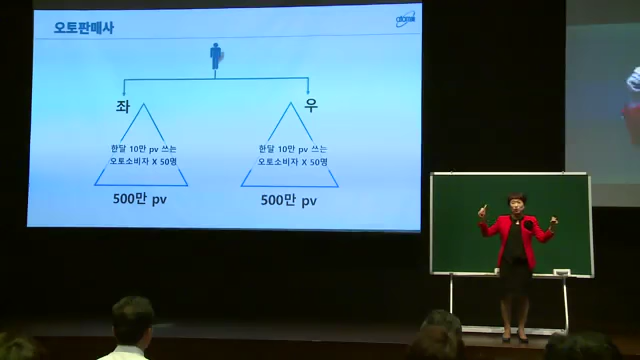 오토판매사
atomy
좌
우
한달 10만 pv 쓰는
오토소비자 X 50명
한달 10만 pv 쓰는
오토소비자 X 50명
500만 pv
500만 pv